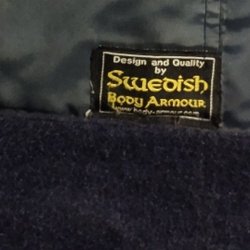 Design and Quality
by
Swedish
Body Armour